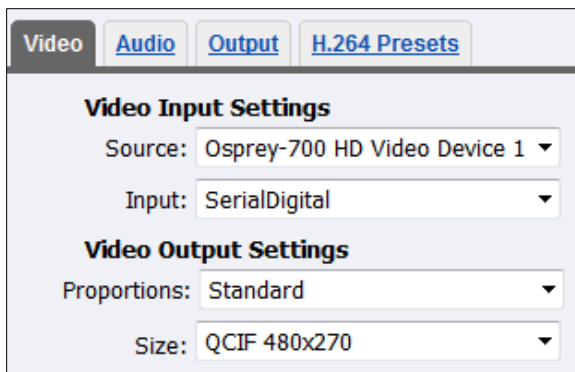 Video Audio Output H.264 Presets
Video Input Settings
Source: Osprey-700 HD Video Device 1
Input: SerialDigital
Video Output Settings
Proportions: Standard
Size: QCIF 480x270